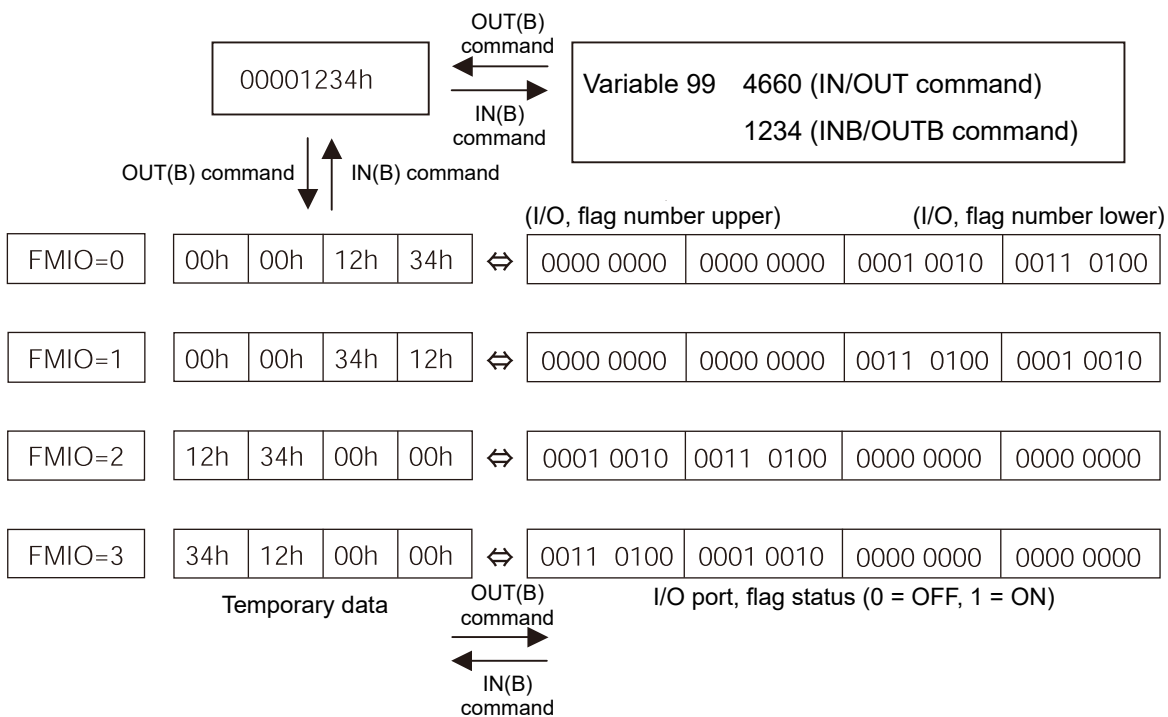 OUT(B)
command
00001234h
Variable 99 4660 (IN/OUT command)
1234 (INB/OUTB command)
IN(B)
command
OUT(B) command IN(B) command
(I/O, flag number upper) (I/O, flag number lower)
FMIO=0 00h 00h 12h 34h ⇔ 0000 0000 0000 0000 0001 0010 0011 0100
FMIO=1 00h 00h 34h 12h ⇔ 0000 0000 0000 0000 0011 0100 0001 0010
FMIO=2 12h 34h 00h 00h ⇔ 0001 0010 0011 0100 0000 0000 0000 0000
FMIO=3 34h 12h 00h 00h ⇔ 0011 0100 0001 0010 0000 0000 0000 0000
Temporary data
OUT(B)
command
I/O port, flag status (0 = OFF, 1 = ON)
IN(B)
command